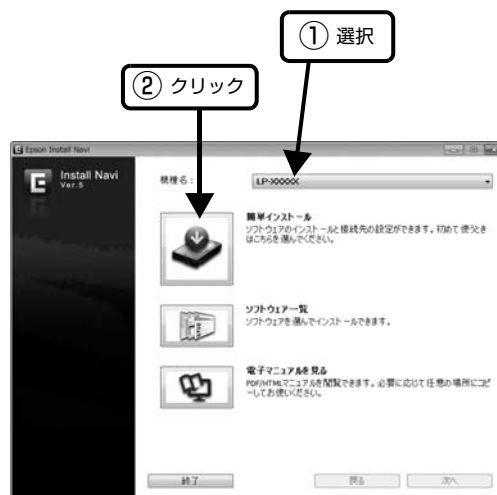 ① 選択
② クリック
Epson Install Navi
Install Navi
Ver.5
機種名：
LP-XXXXX
簡単インストール
ソフトウェアのインストールと接続先の設定ができます。初めて使うときはこちらを選んでください。
ソフトウェア一覧
ソフトウェアを選んでインストールできます。
電子マニュアルを見る
PDF/HTMLマニュアルを閲覧できます。必要に応じて任意の場所にコピ
ーしてお使いください。
終了
戻る
次へ